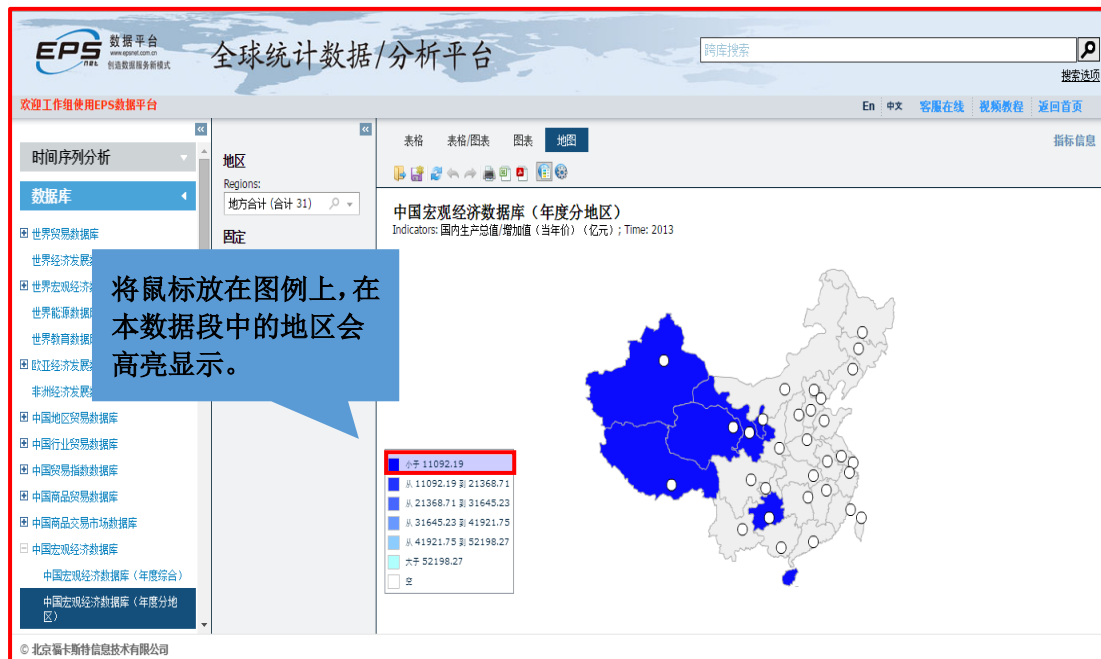 EPS
net
数据平台
www.epsnet.com.cn
创造数据服务新模式
全球统计数据/分析平台
跨库搜索
搜索选项
欢迎工作组使用EPS数据平台
En 中文 客服在线 视频教程 返回首页
时间序列分析
数据库
世界贸易数据库
世界经济发展
世界宏观经济
世界能源数据
世界教育数据
欧亚经济发展
非洲经济发展
中国地区贸易数据库
中国行业贸易数据库
中国贸易指数数据库
中国商品贸易数据库
中国商品交易市场数据库
中国宏观经济数据库
中国宏观经济数据库（年度综合）
中国宏观经济数据库（年度分地
区）
地区
Regions:
地方合计 (合计 31)
固定
将鼠标放在图例上，在
本数据段中的地区会
高亮显示。
表格 表格/图表 图表 地图
指标信息
中国宏观经济数据库（年度分地区）
Indicators: 国内生产总值/增加值（当年价）（亿元）; Time: 2013
小于 11092.19
从 11092.19 到 21368.71
从 21368.71 到 31645.23
从 31645.23 到 41921.75
从 41921.75 到 52198.27
大于 52198.27
空
© 北京福卡斯特信息技术有限公司